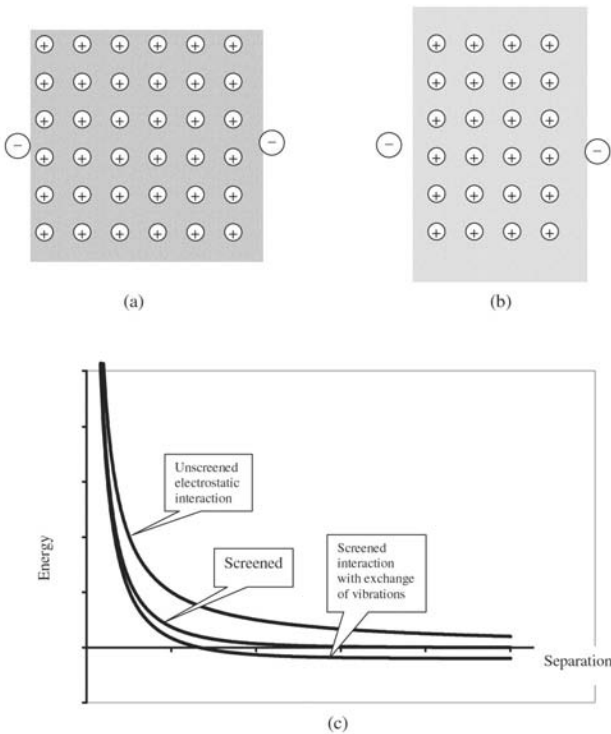 + + + + + +
+ + + +
+ + + + + +
+ + + +
+ + + + + +
+ + + +
− + + + + + + −
− + + + + −
+ + + + + +
+ + + +
+ + + + + +
+ + + +
(a)
(b)
Unscreened
electrostatic
interaction
Screened
Screened
interaction
with exchange
of vibrations
Energy
Separation
(c)